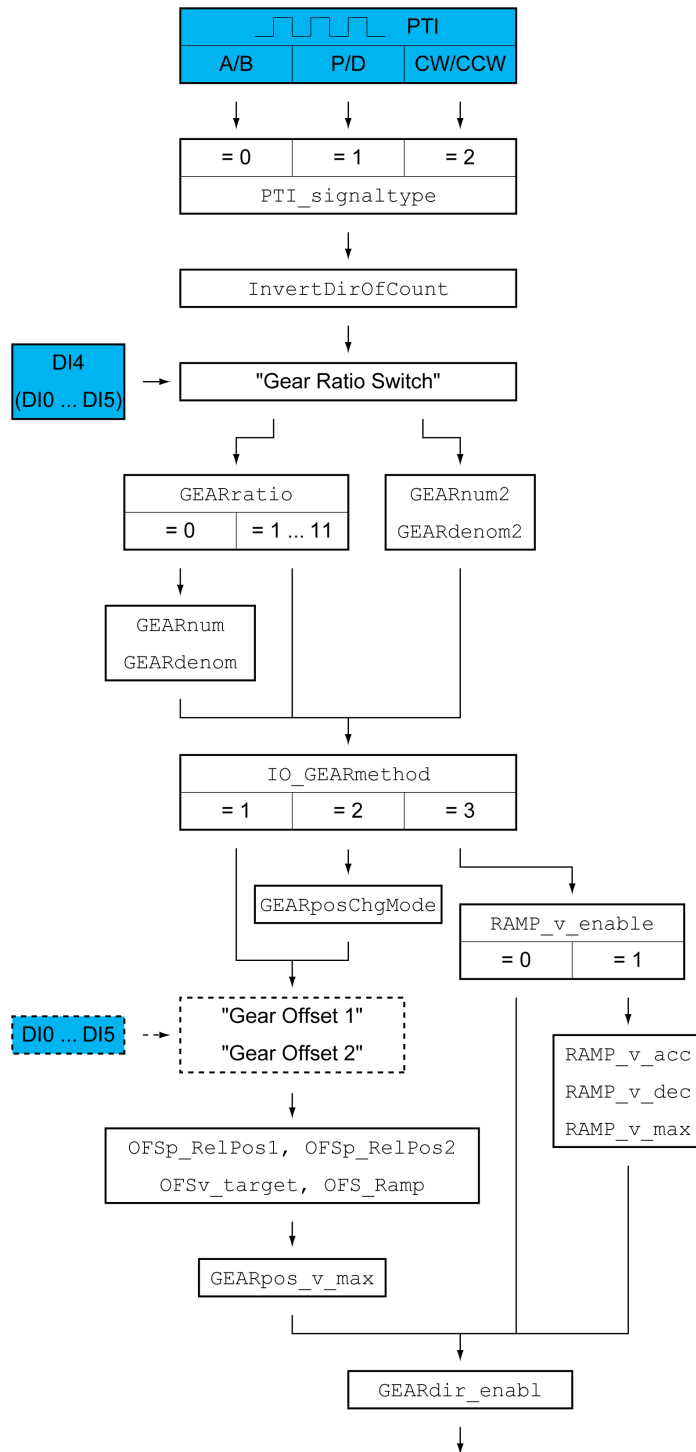 PTI
A/B P/D CW/CCW
= 0 = 1 = 2
PTI_signaltype
InvertDirOfCount
DI4
(DI0 ... DI5)
"Gear Ratio Switch"
GEARratio
= 0 = 1 ... 11
GEARnum2
GEARdenom2
GEARnum
GEARdenom
IO_GEARmethod
= 1 = 2 = 3
GEARposChgMode
RAMP_v_enable
= 0 = 1
DI0 ... DI5
"Gear Offset 1"
"Gear Offset 2"
RAMP_v_acc
RAMP_v_dec
RAMP_v_max
OFSp_RelPos1, OFSp_RelPos2
OFSv_target, OFS_Ramp
GEARpos_v_max
GEARdir_enabl